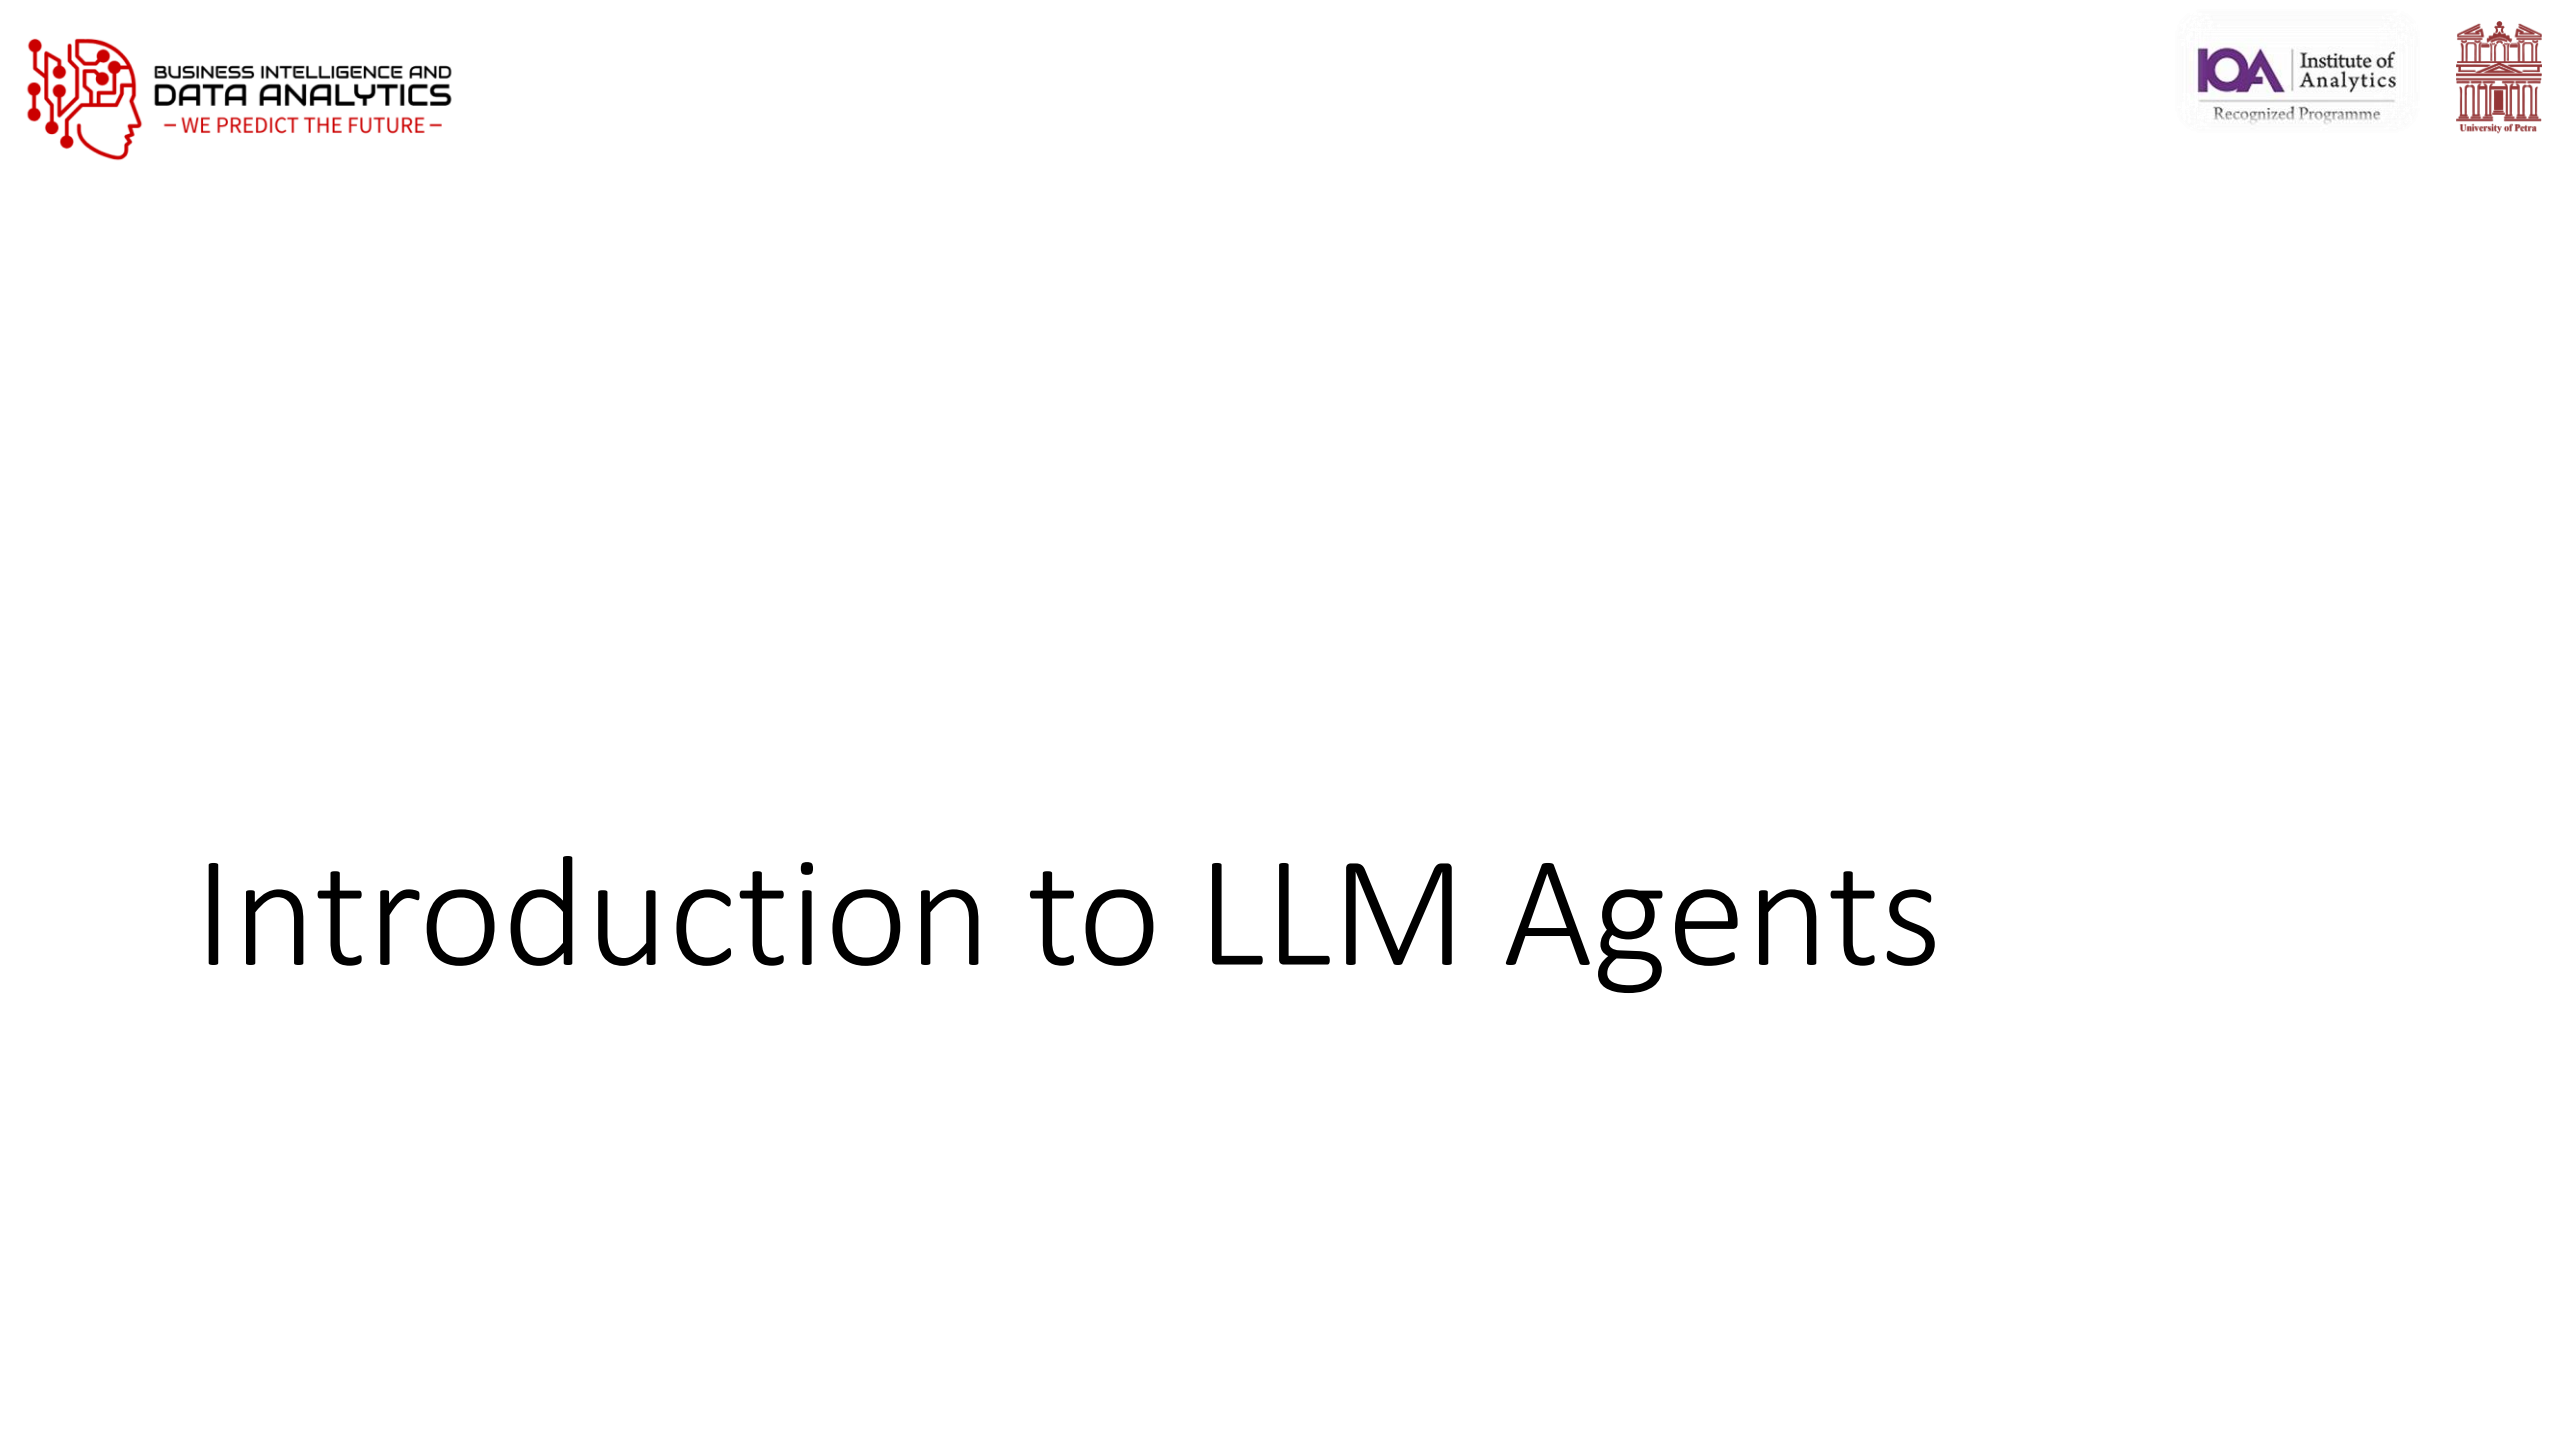 BUSINESS INTELLIGENCE AND
DATA ANALYTICS
– WE PREDICT THE FUTURE –
IOA
Institute of
Analytics
Recognized Programme
University of Petra
Introduction to LLM Agents